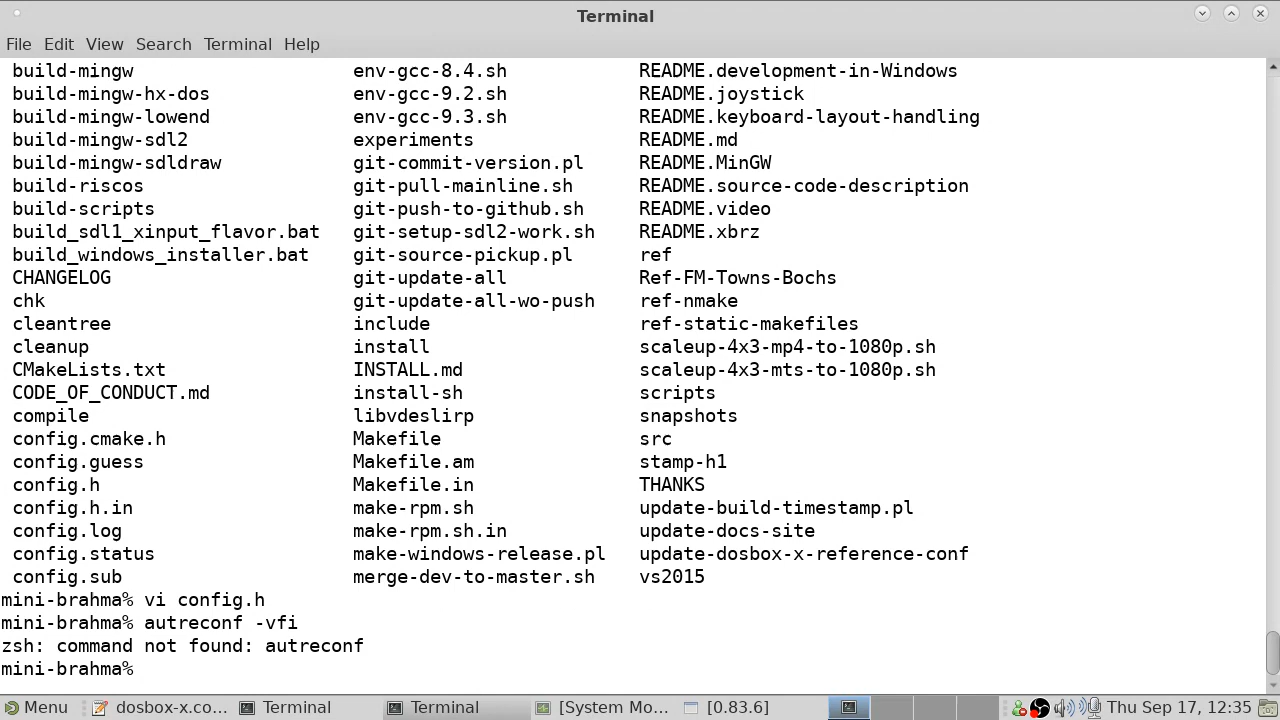 Terminal
File Edit View Search Terminal Help
build-mingw env-gcc-8.4.sh README.development-in-Windows
build-mingw-hx-dos env-gcc-9.2.sh README.joystick
build-mingw-lowend env-gcc-9.3.sh README.keyboard-layout-handling
build-mingw-sdl2 experiments README.md
build-mingw-sdldraw git-commit-version.pl README.MinGW
build-riscos git-pull-mainline.sh README.source-code-description
build-scripts git-push-to-github.sh README.video
build_sdl1_xinput_flavor.bat git-setup-sdl2-work.sh README.xbrz
build_windows_installer.bat git-source-pickup.pl ref
CHANGELOG git-update-all Ref-FM-Towns-Bochs
chk git-update-all-wo-push ref-nmake
cleantree include ref-static-makefiles
cleanup install scaleup-4x3-mp4-to-1080p.sh
CMakeLists.txt INSTALL.md scaleup-4x3-mts-to-1080p.sh
CODE_OF_CONDUCT.md install-sh scripts
compile libvdeslirp snapshots
config.cmake.h Makefile src
config.guess Makefile.am stamp-h1
config.h Makefile.in THANKS
config.h.in make-rpm.sh update-build-timestamp.pl
config.log make-rpm.sh.in update-docs-site
config.status make-windows-release.pl update-dosbox-x-reference-conf
config.sub merge-dev-to-master.sh vs2015
mini-brahma% vi config.h
mini-brahma% autreconf -vfi
zsh: command not found: autreconf
mini-brahma%
Menu dosbox-x.co... Terminal Terminal [System Mo... [0.83.6] Thu Sep 17, 12:35